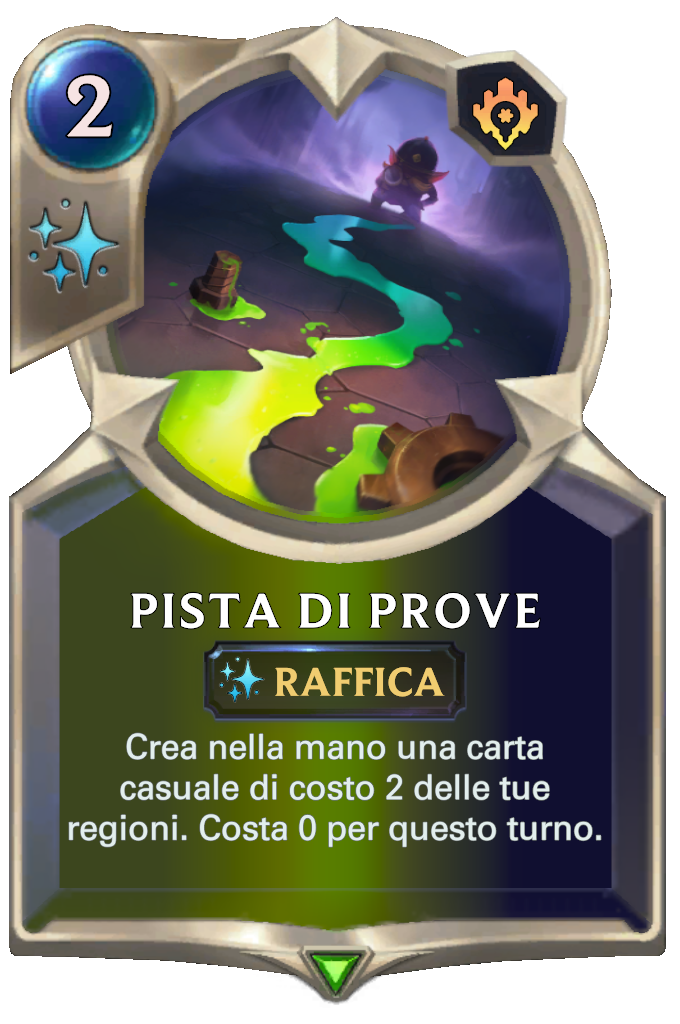 2
PISTA DI PROVE
RAFFICA
Crea nella mano una carta
casuale di costo 2 delle tue
regioni. Costa 0 per questo turno.